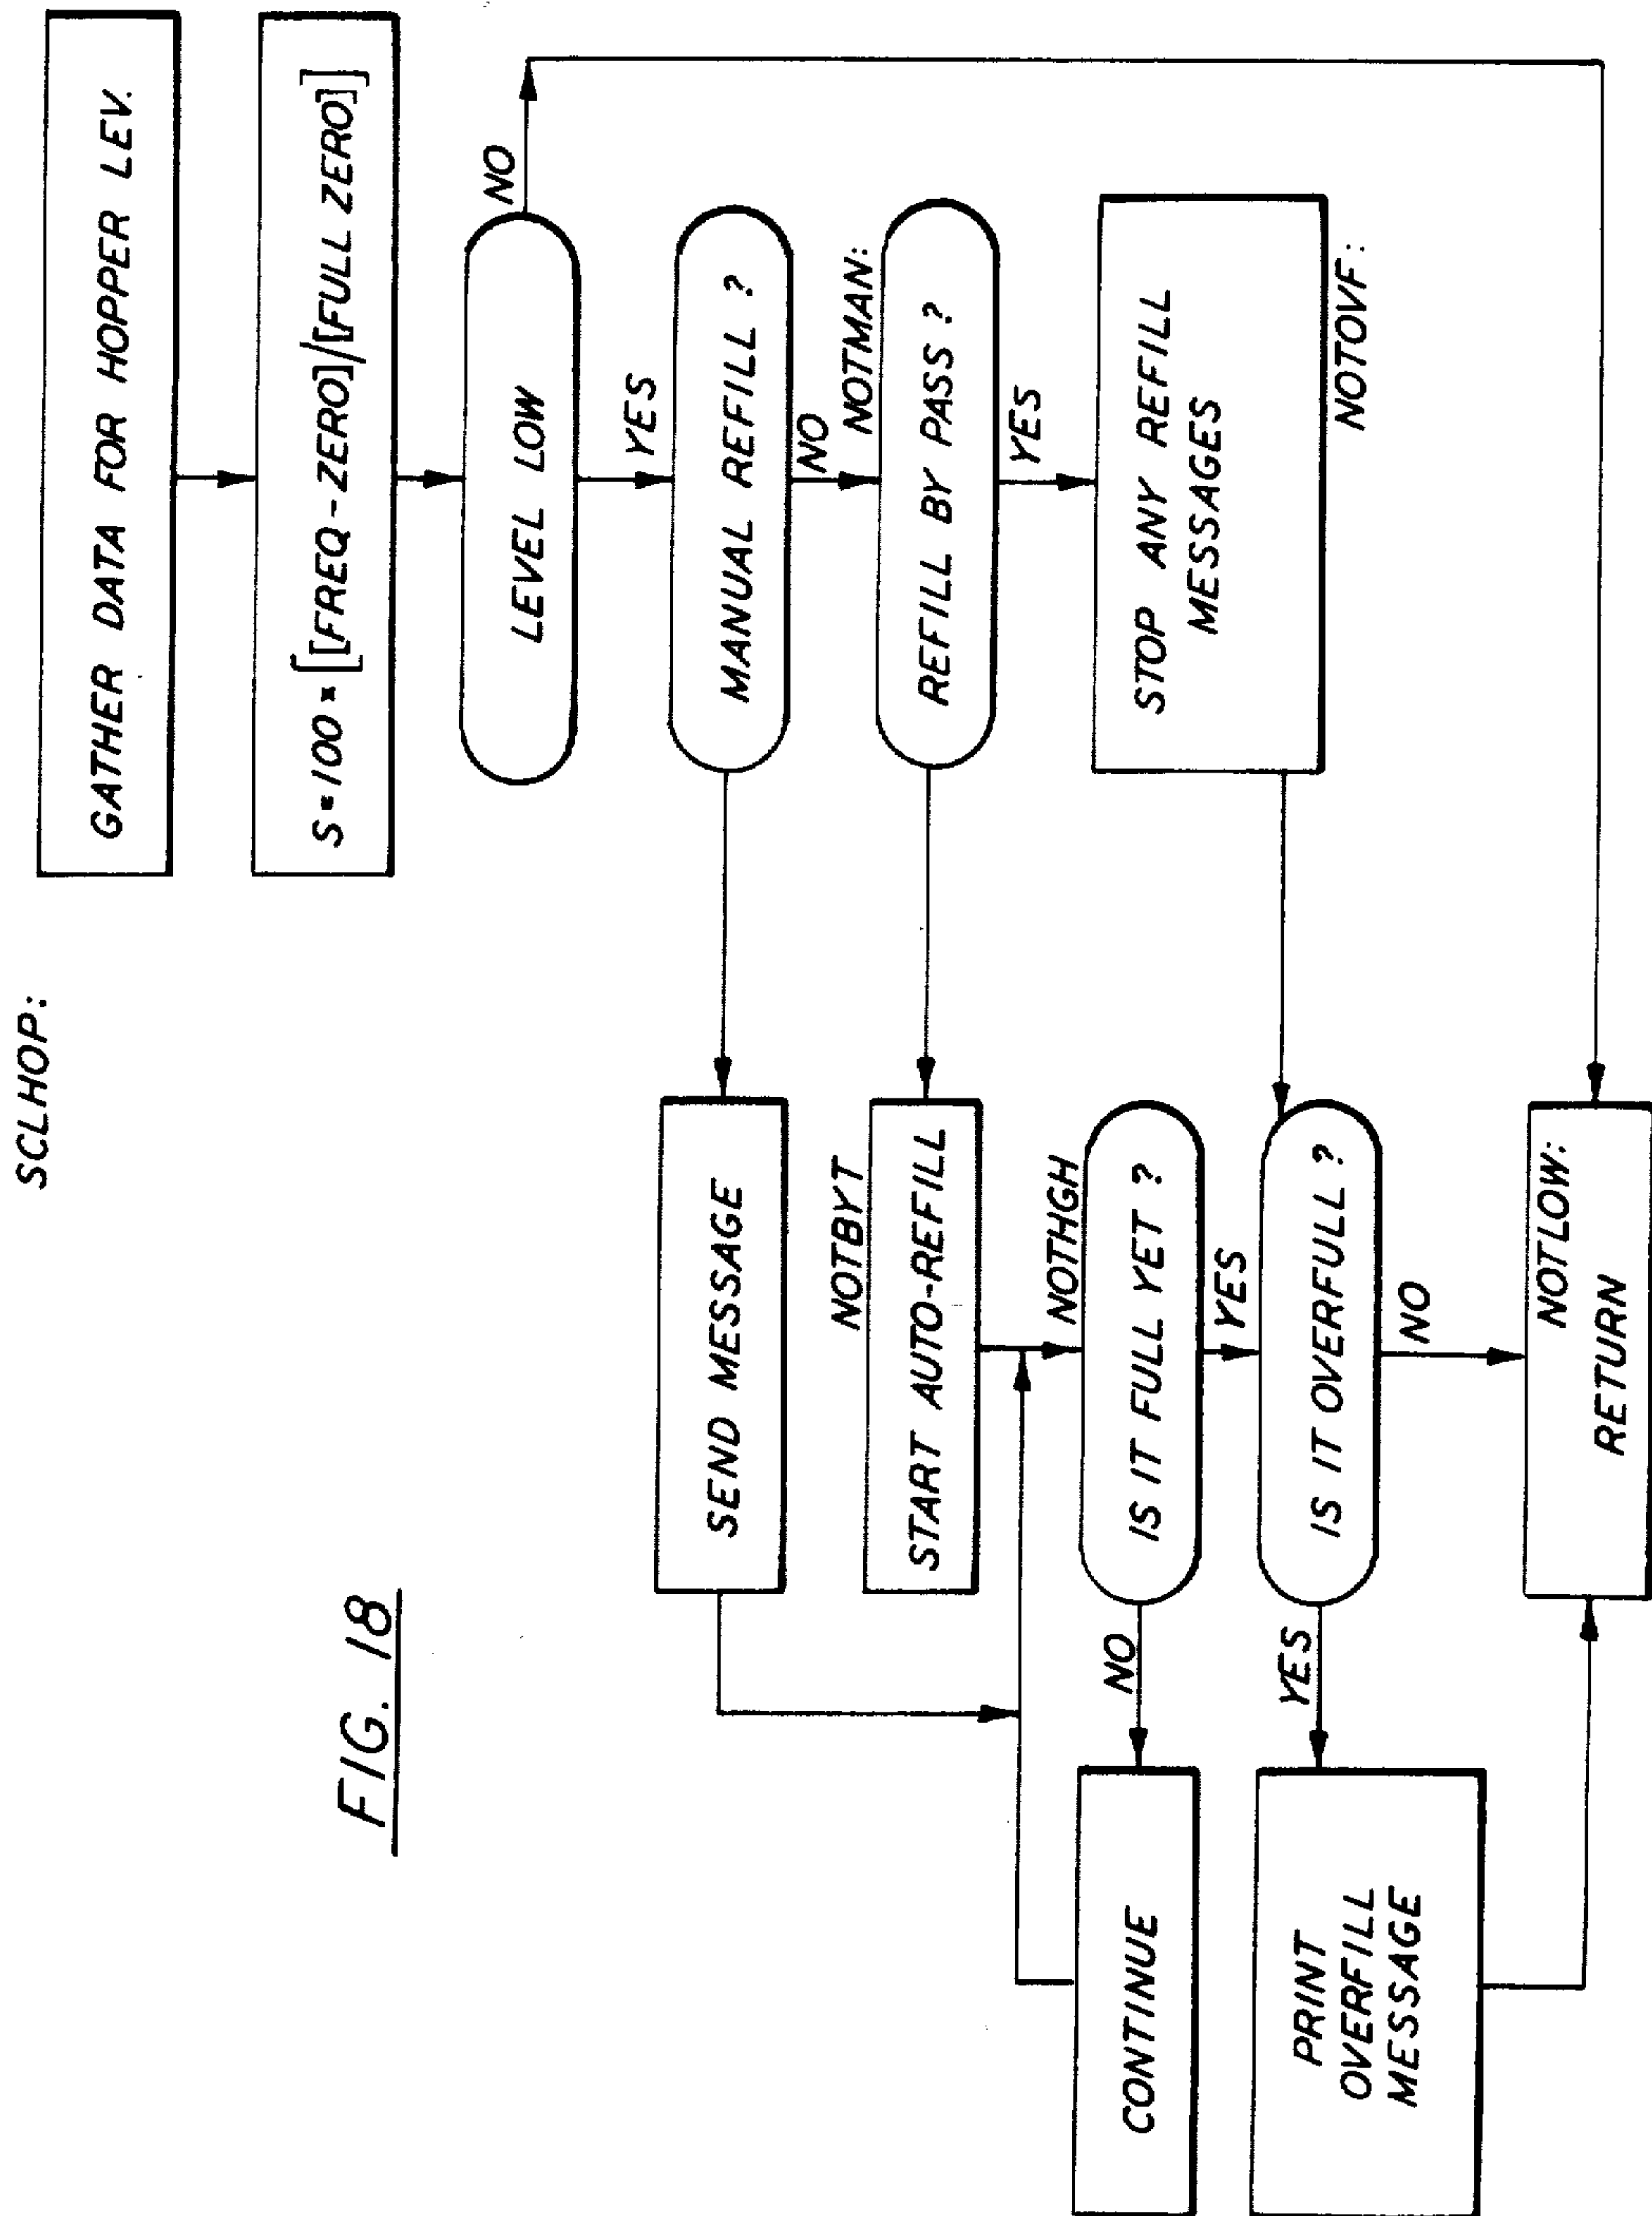 FIG. 18
SCLHOP:
GATHER DATA FOR HOPPER LEV.
S=100×[[FREQ-ZERO]/[FULL ZERO]]
LEVEL LOW
NO
YES
MANUAL REFILL ?
SEND MESSAGE
NO
NOTMAN:
REFILL BY PASS ?
NOTBYT
START AUTO-REFILL
YES
STOP ANY REFILL
MESSAGES
NOTHGH
IS IT FULL YET ?
NO
CONTINUE
YES
NOTOVF:
IS IT OVERFULL ?
YES
PRINT
OVERFILL
MESSAGE
NO
NOTLOW:
RETURN